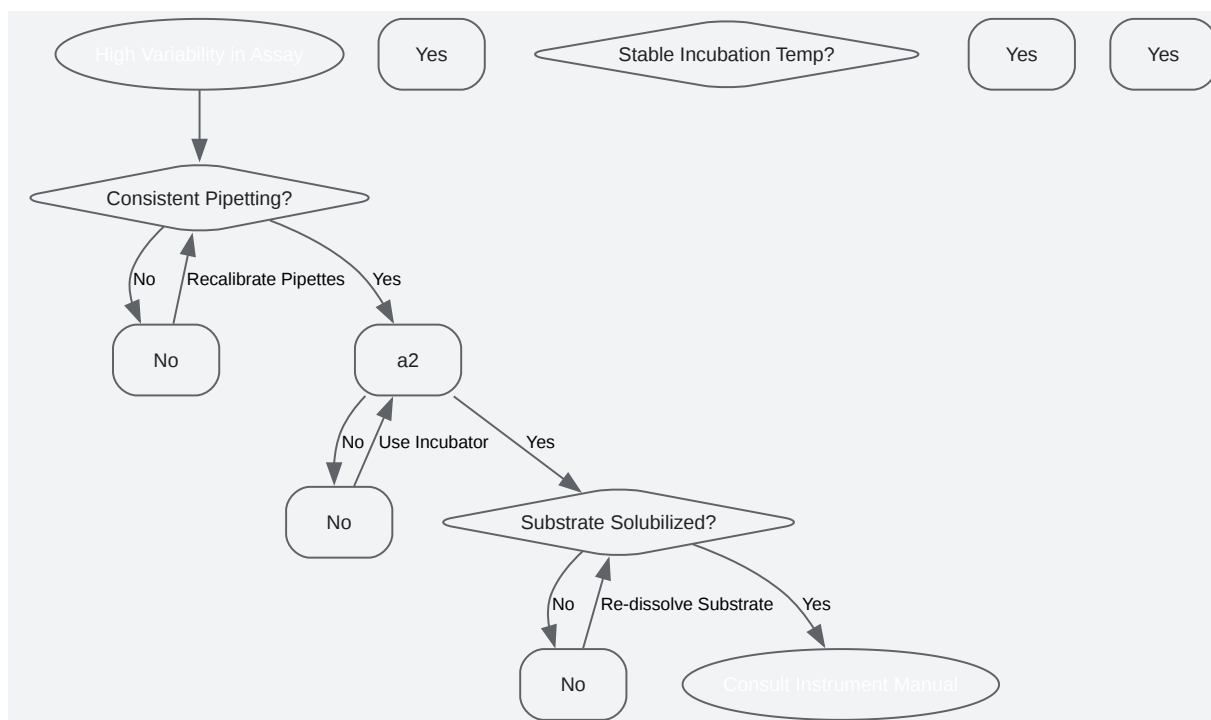 High Variability in Assay
Yes
Stable Incubation Temp?
Yes
Yes
Consistent Pipetting?
No
Recalibrate Pipettes
Yes
No
a2
No
Use Incubator
Yes
No
Substrate Solubilized?
No
Re-dissolve Substrate
Yes
No
Consult Instrument Manual